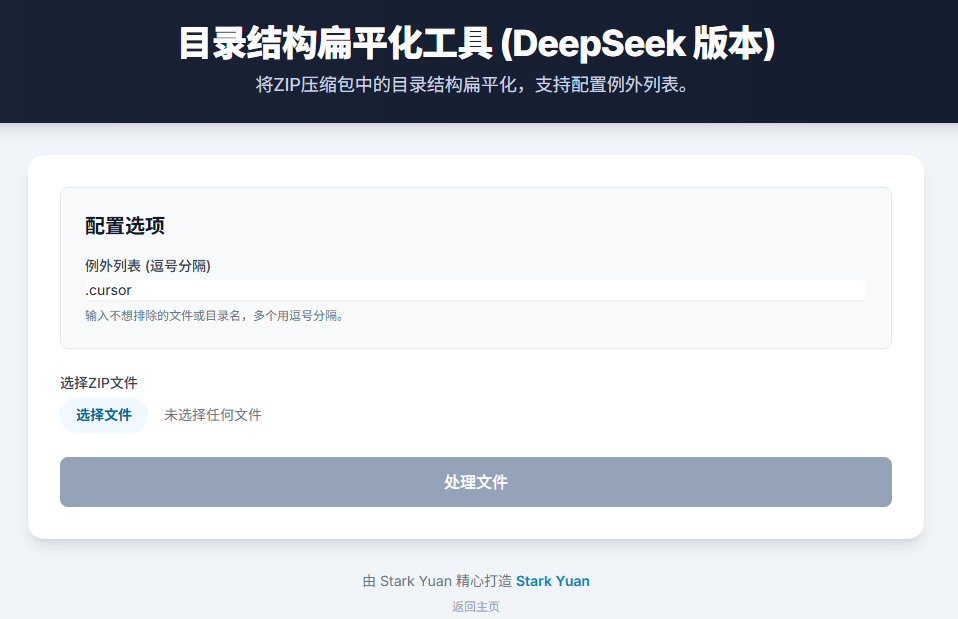 目录结构扁平化工具 (DeepSeek 版本)
将ZIP压缩包中的目录结构扁平化，支持配置例外列表。
配置选项
例外列表 (逗号分隔)
.cursor
输入不想排除的文件或目录名，多个用逗号分隔。
选择ZIP文件
选择文件 未选择任何文件
处理文件
由 Stark Yuan 精心打造 Stark Yuan
返回主页